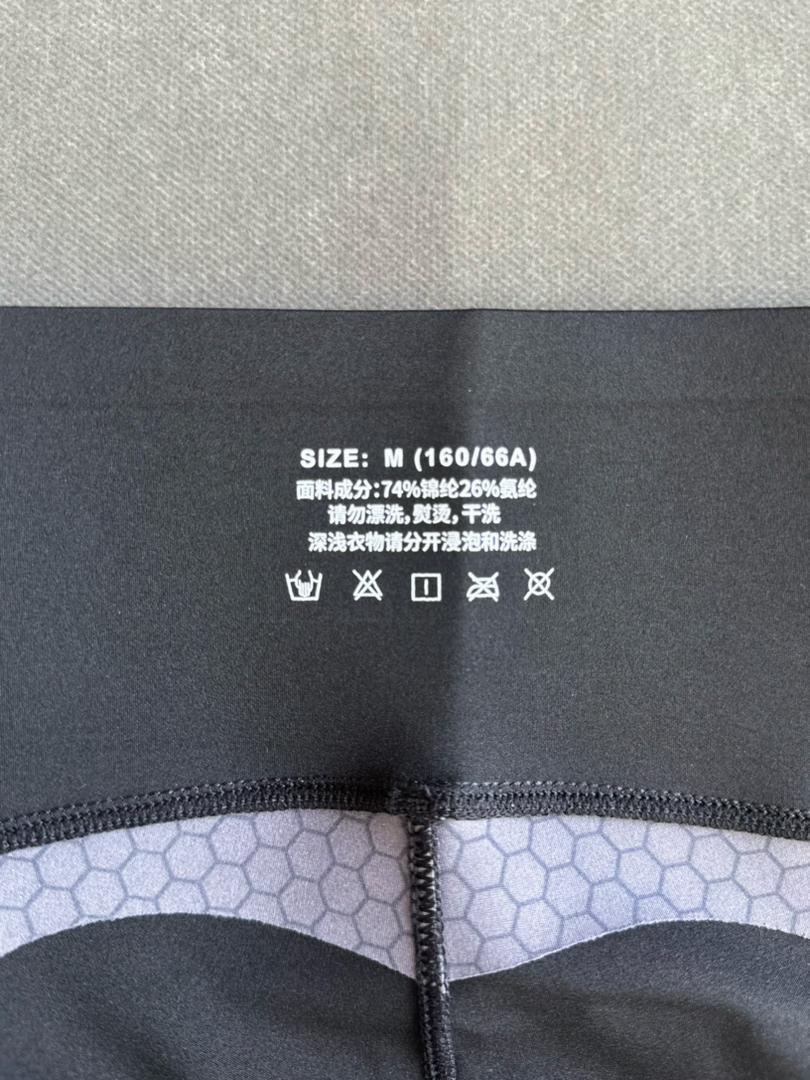 SIZE: M (160/66A)
面料成分:74%锦纶26%氨纶
请勿漂洗,熨烫,干洗
深浅衣物请分开浸泡和洗涤